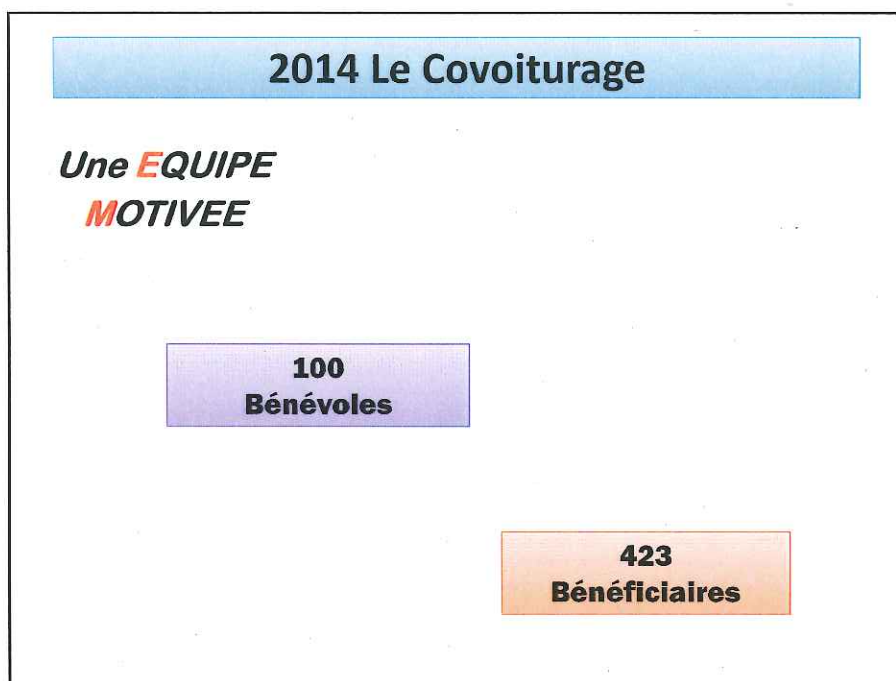 2014 Le Covoiturage
Une EQUIPE
MOTIVEE
100
Bénévoles
423
Bénéficiaires